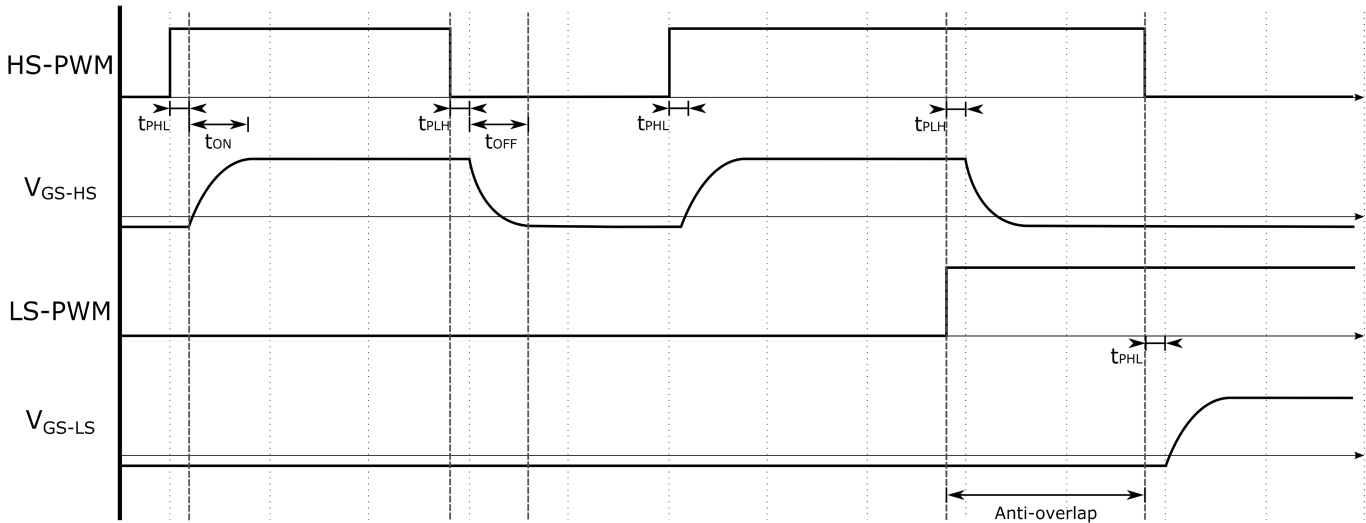 HS-PWM
tPHL
tPLH
tPHL
tPLH
tON
tOFF
VGS-HS
LS-PWM
tPHL
VGS-LS
Anti-overlap